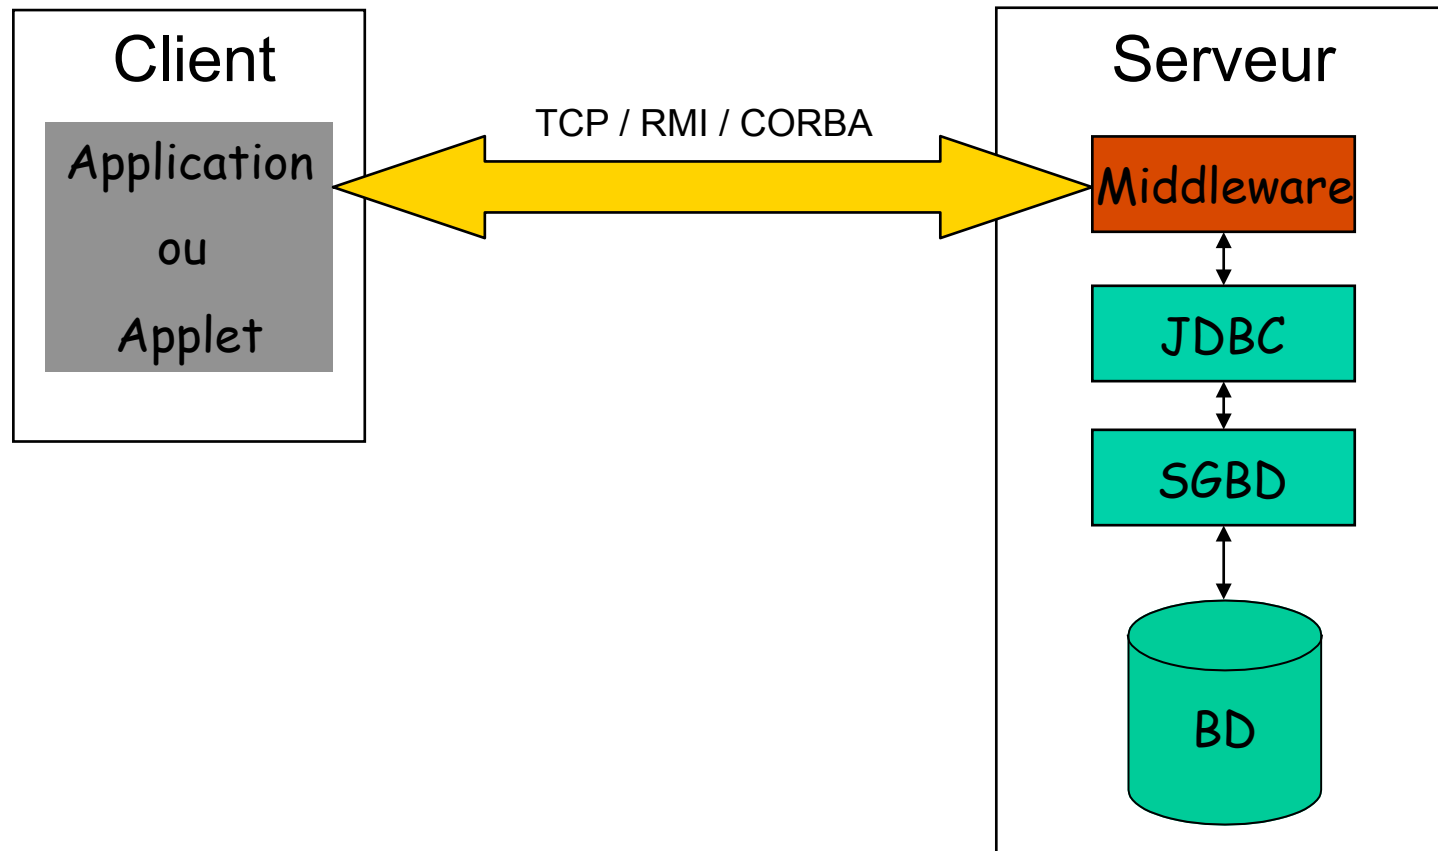 Client
Application
ou
Applet
TCP / RMI / CORBA
Serveur
Middleware
JDBC
SGBD
BD